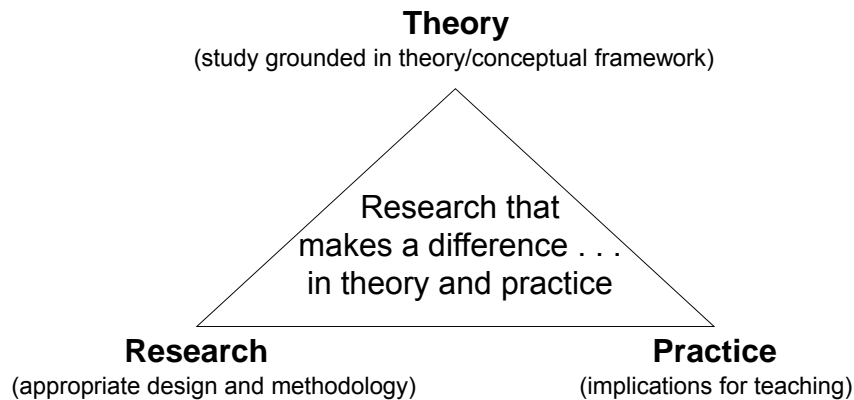 Theory
(study grounded in theory/conceptual framework)
Research that
makes a difference . . .
in theory and practice
Research
(appropriate design and methodology)
Practice
(implications for teaching)